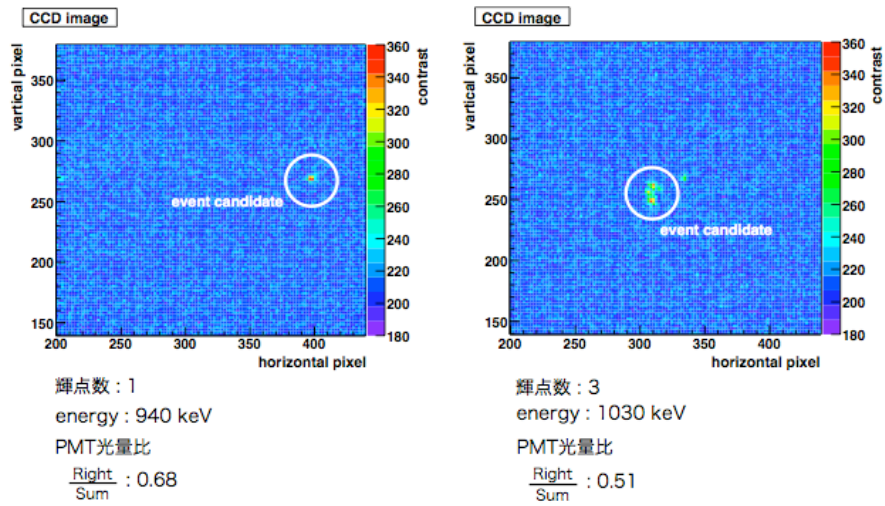 CCD image
360
340
320
300
280
260
240
220
200
180
contrast
350
300
250
200
150
vartical pixel
event candidate
200
250
300
350
400
horizontal pixel
輝点数 : 1
energy : 940 keV
PMT光量比
Right
Sum
: 0.68
CCD image
360
340
320
300
280
260
240
220
200
180
contrast
350
300
250
200
150
vartical pixel
event candidate
200
250
300
350
400
horizontal pixel
輝点数 : 3
energy : 1030 keV
PMT光量比
Right
Sum
: 0.51